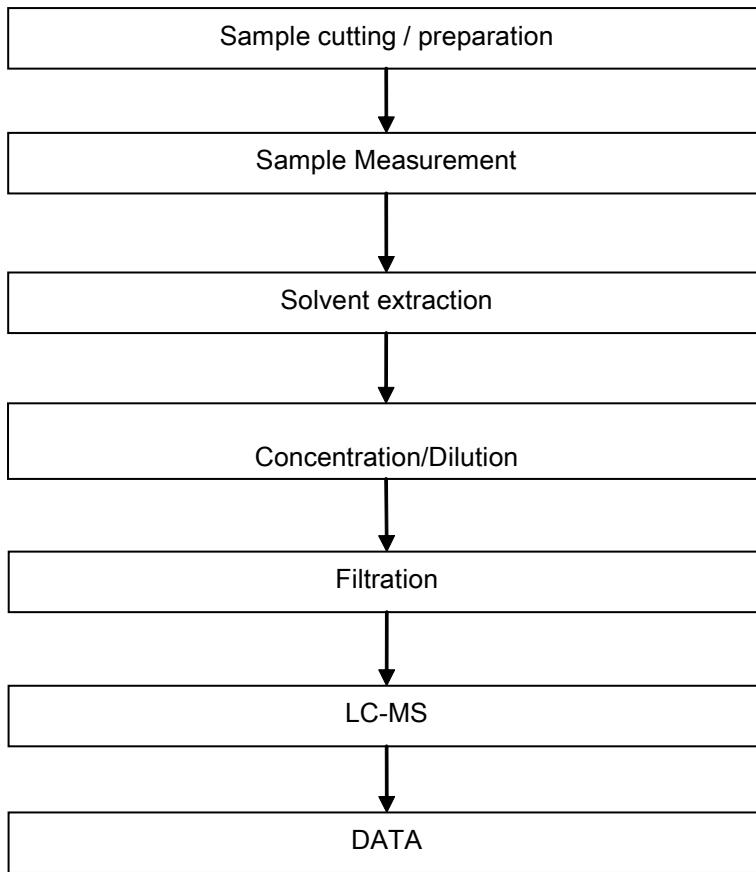 Sample cutting / preparation
Sample Measurement
Solvent extraction
Concentration/Dilution
Filtration
LC-MS
DATA